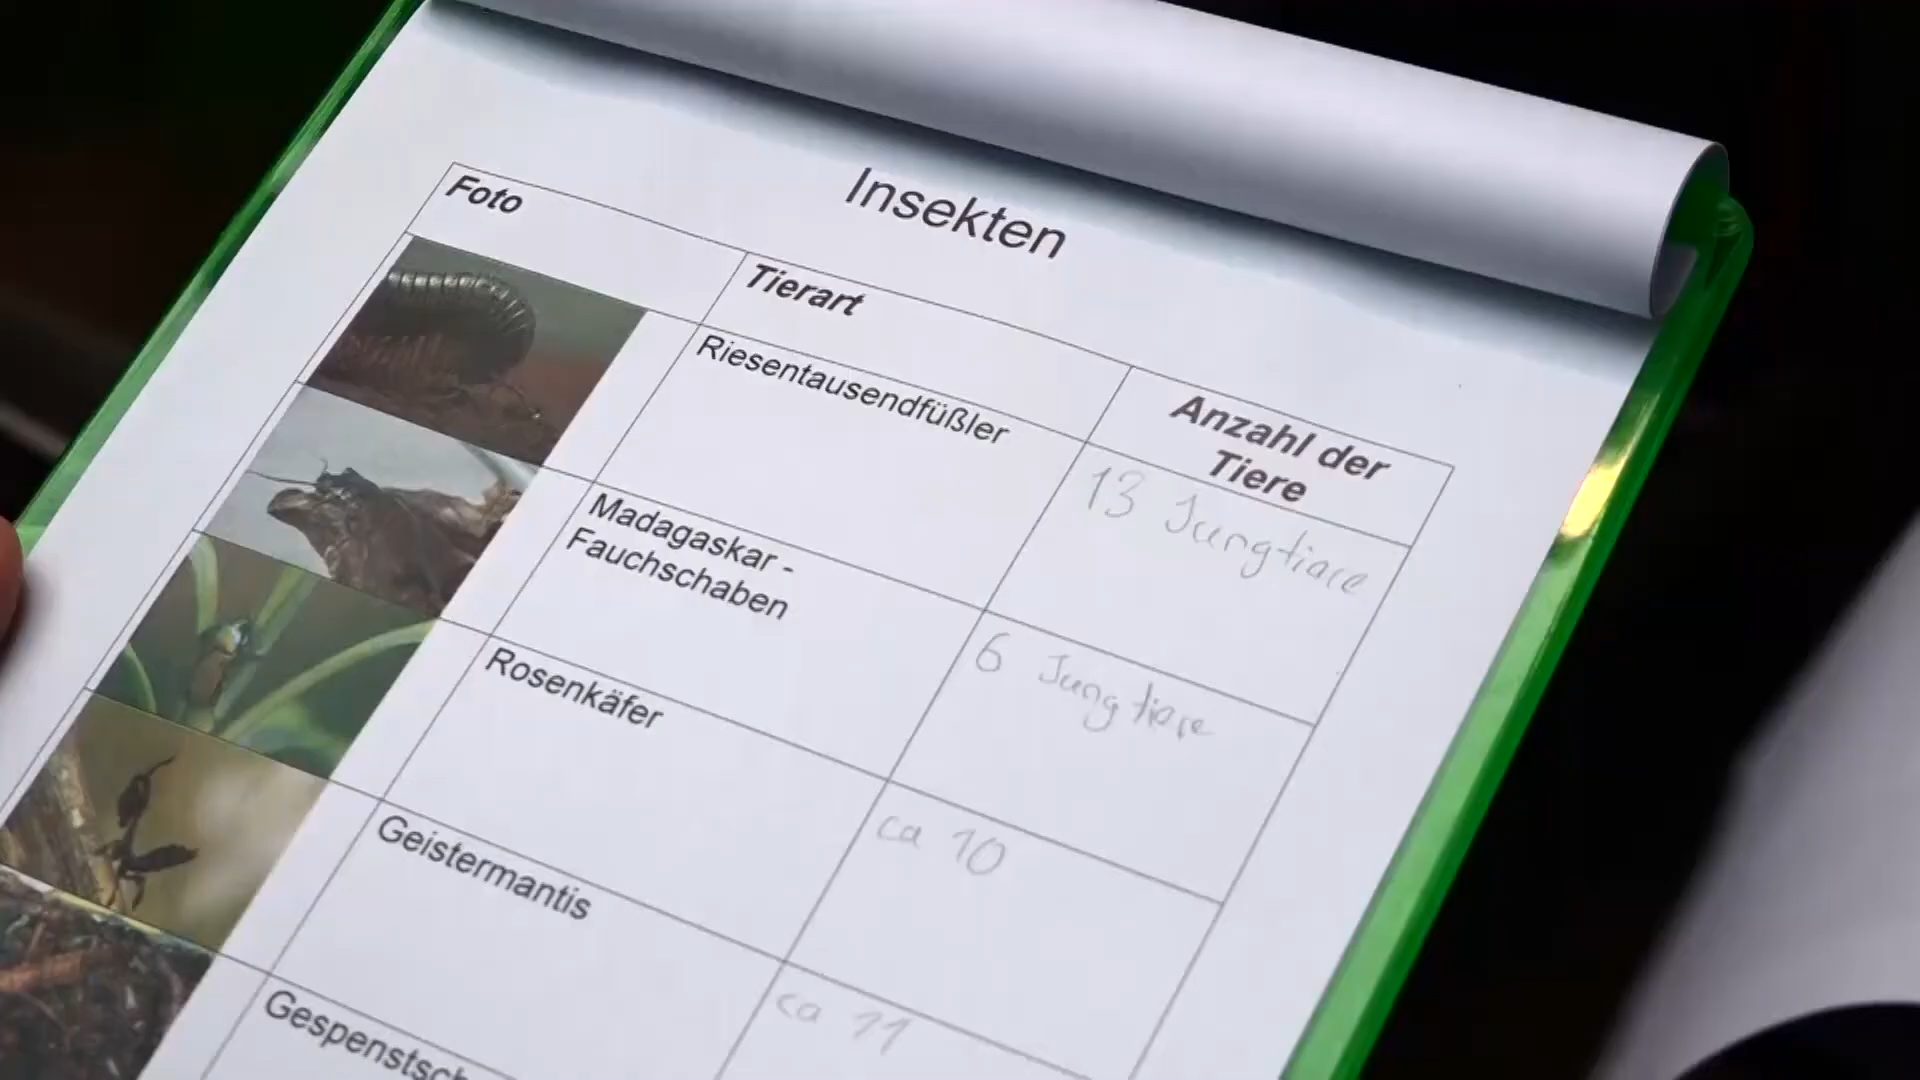 Insekten
Foto
Tierart
Anzahl der
Tiere
Riesentausendfüßler
13 Jungtiere
Madagaskar -
Fauchschaben
6 Jungtiere
Rosenkäfer
ca 10
Geistermantis
ca 11
Gespenstsch